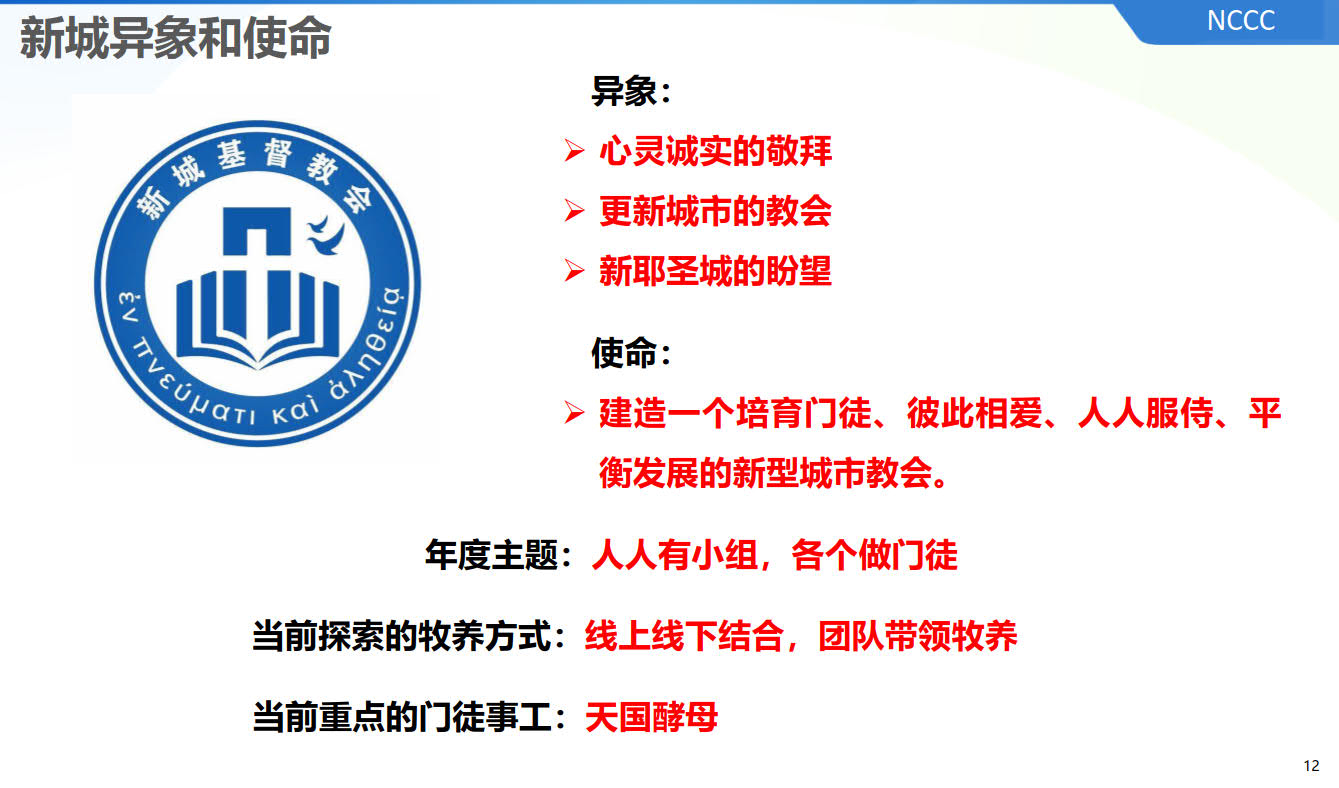 新城异象和使命
NCCC
新城基督教会
ἐν πνεύματι καὶ ἀληθείᾳ
异象：
➢ 心灵诚实的敬拜
➢ 更新城市的教会
➢ 新耶圣城的盼望
使命：
➢ 建造一个培育门徒、彼此相爱、人人服侍、平
衡发展的新型城市教会。
年度主题：人人有小组，各个做门徒
当前探索的牧养方式：线上线下结合，团队带领牧养
当前重点的门徒事工：天国酵母
12